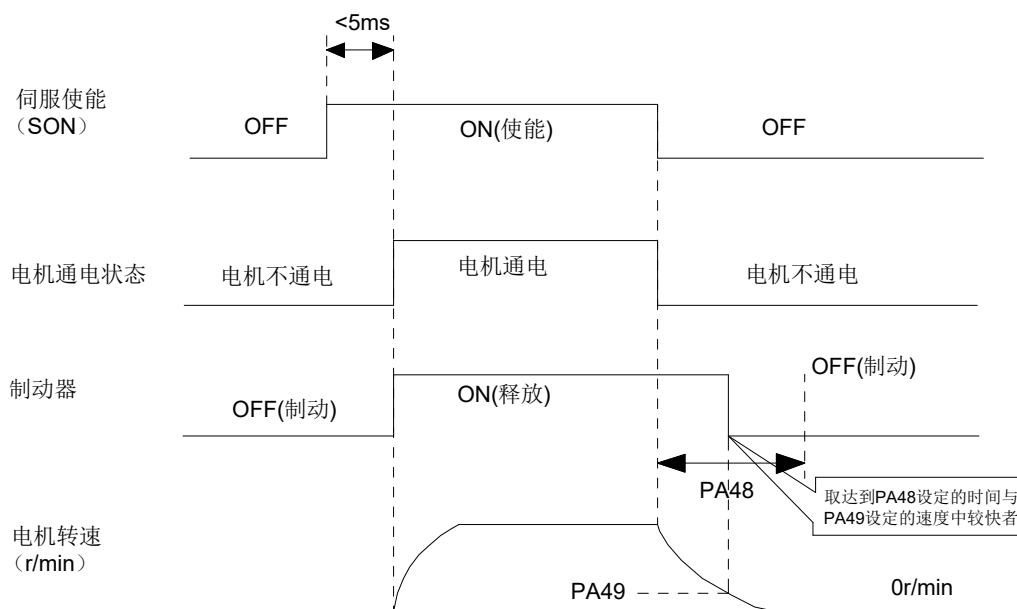 <5ms
伺服使能
（SON）
OFF
ON(使能)
OFF
电机通电状态
电机不通电
电机通电
电机不通电
制动器
OFF(制动)
ON(释放)
OFF(制动)
PA48
取达到PA48设定的时间与
PA49设定的速度中较快者
电机转速
（r/min）
PA49
0r/min